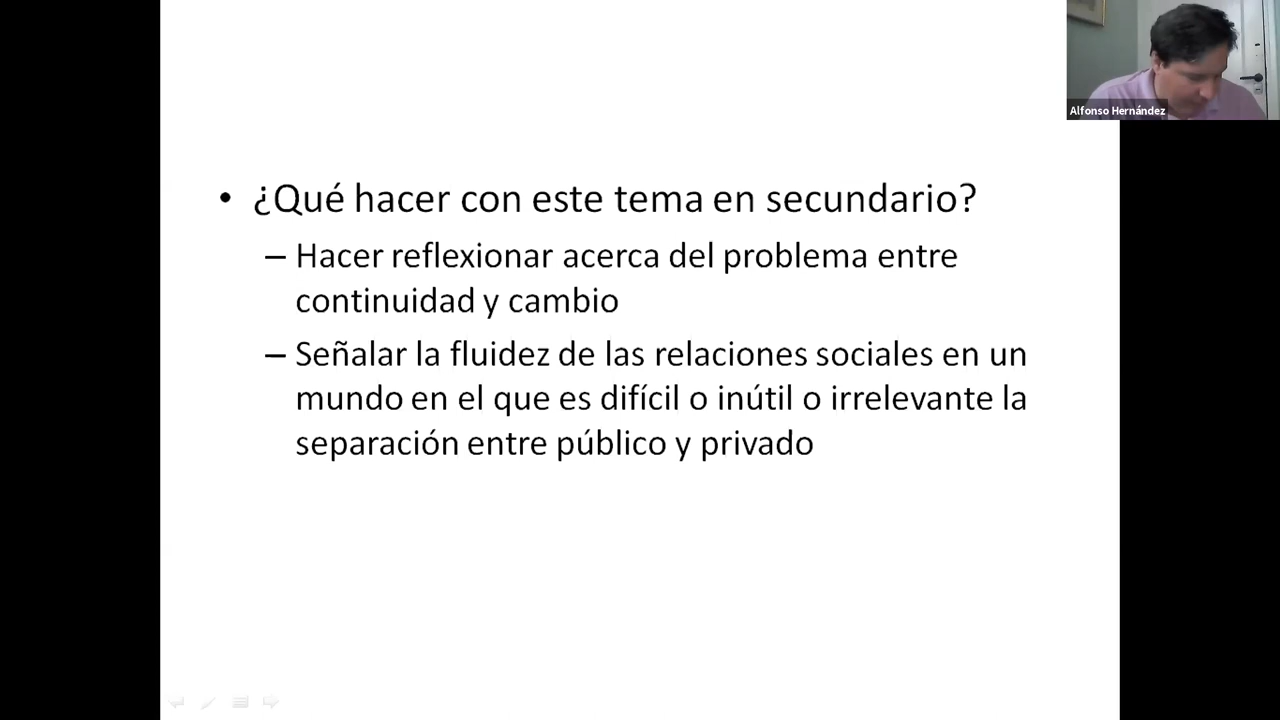 Alfonso Hernández
• ¿Qué hacer con este tema en secundario?
– Hacer reflexionar acerca del problema entre
continuidad y cambio
– Señalar la fluidez de las relaciones sociales en un
mundo en el que es difícil o inútil o irrelevante la
separación entre público y privado